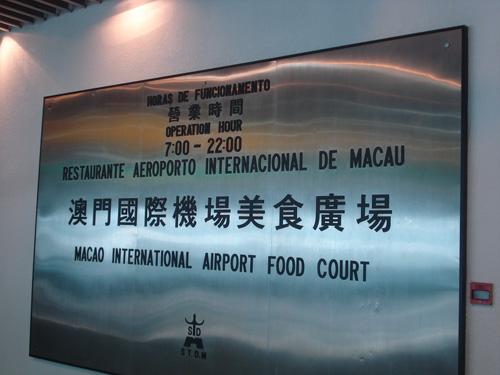 HORAS DE FUNCIONAMENTO
營業時間
OPERATION HOUR
7:00 - 22:00
RESTAURANTE AEROPORTO INTERNACIONAL DE MACAU
澳門國際機場美食廣場
MACAO INTERNATIONAL AIRPORT FOOD COURT
STD
S.T.D.M